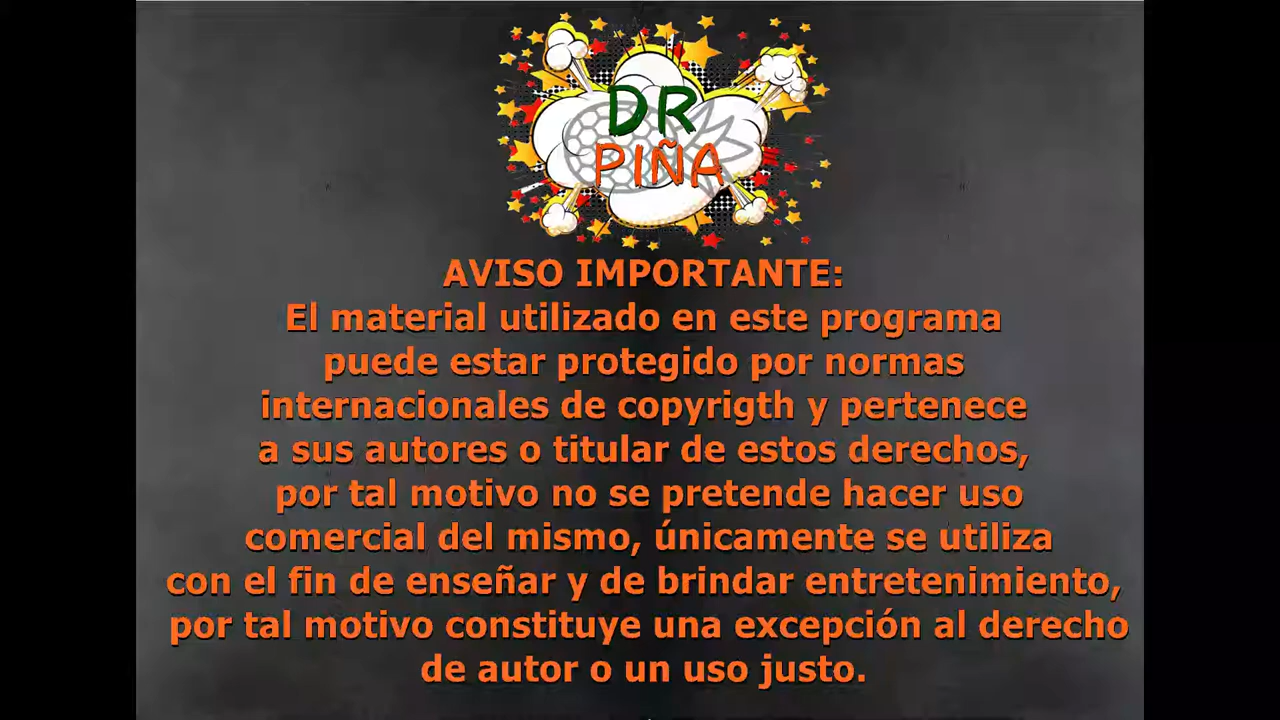 DR
PIÑA
AVISO IMPORTANTE:
El material utilizado en este programa
puede estar protegido por normas
internacionales de copyrigth y pertenece
a sus autores o titular de estos derechos,
por tal motivo no se pretende hacer uso
comercial del mismo, únicamente se utiliza
con el fin de enseñar y de brindar entretenimiento,
por tal motivo constituye una excepción al derecho
de autor o un uso justo.